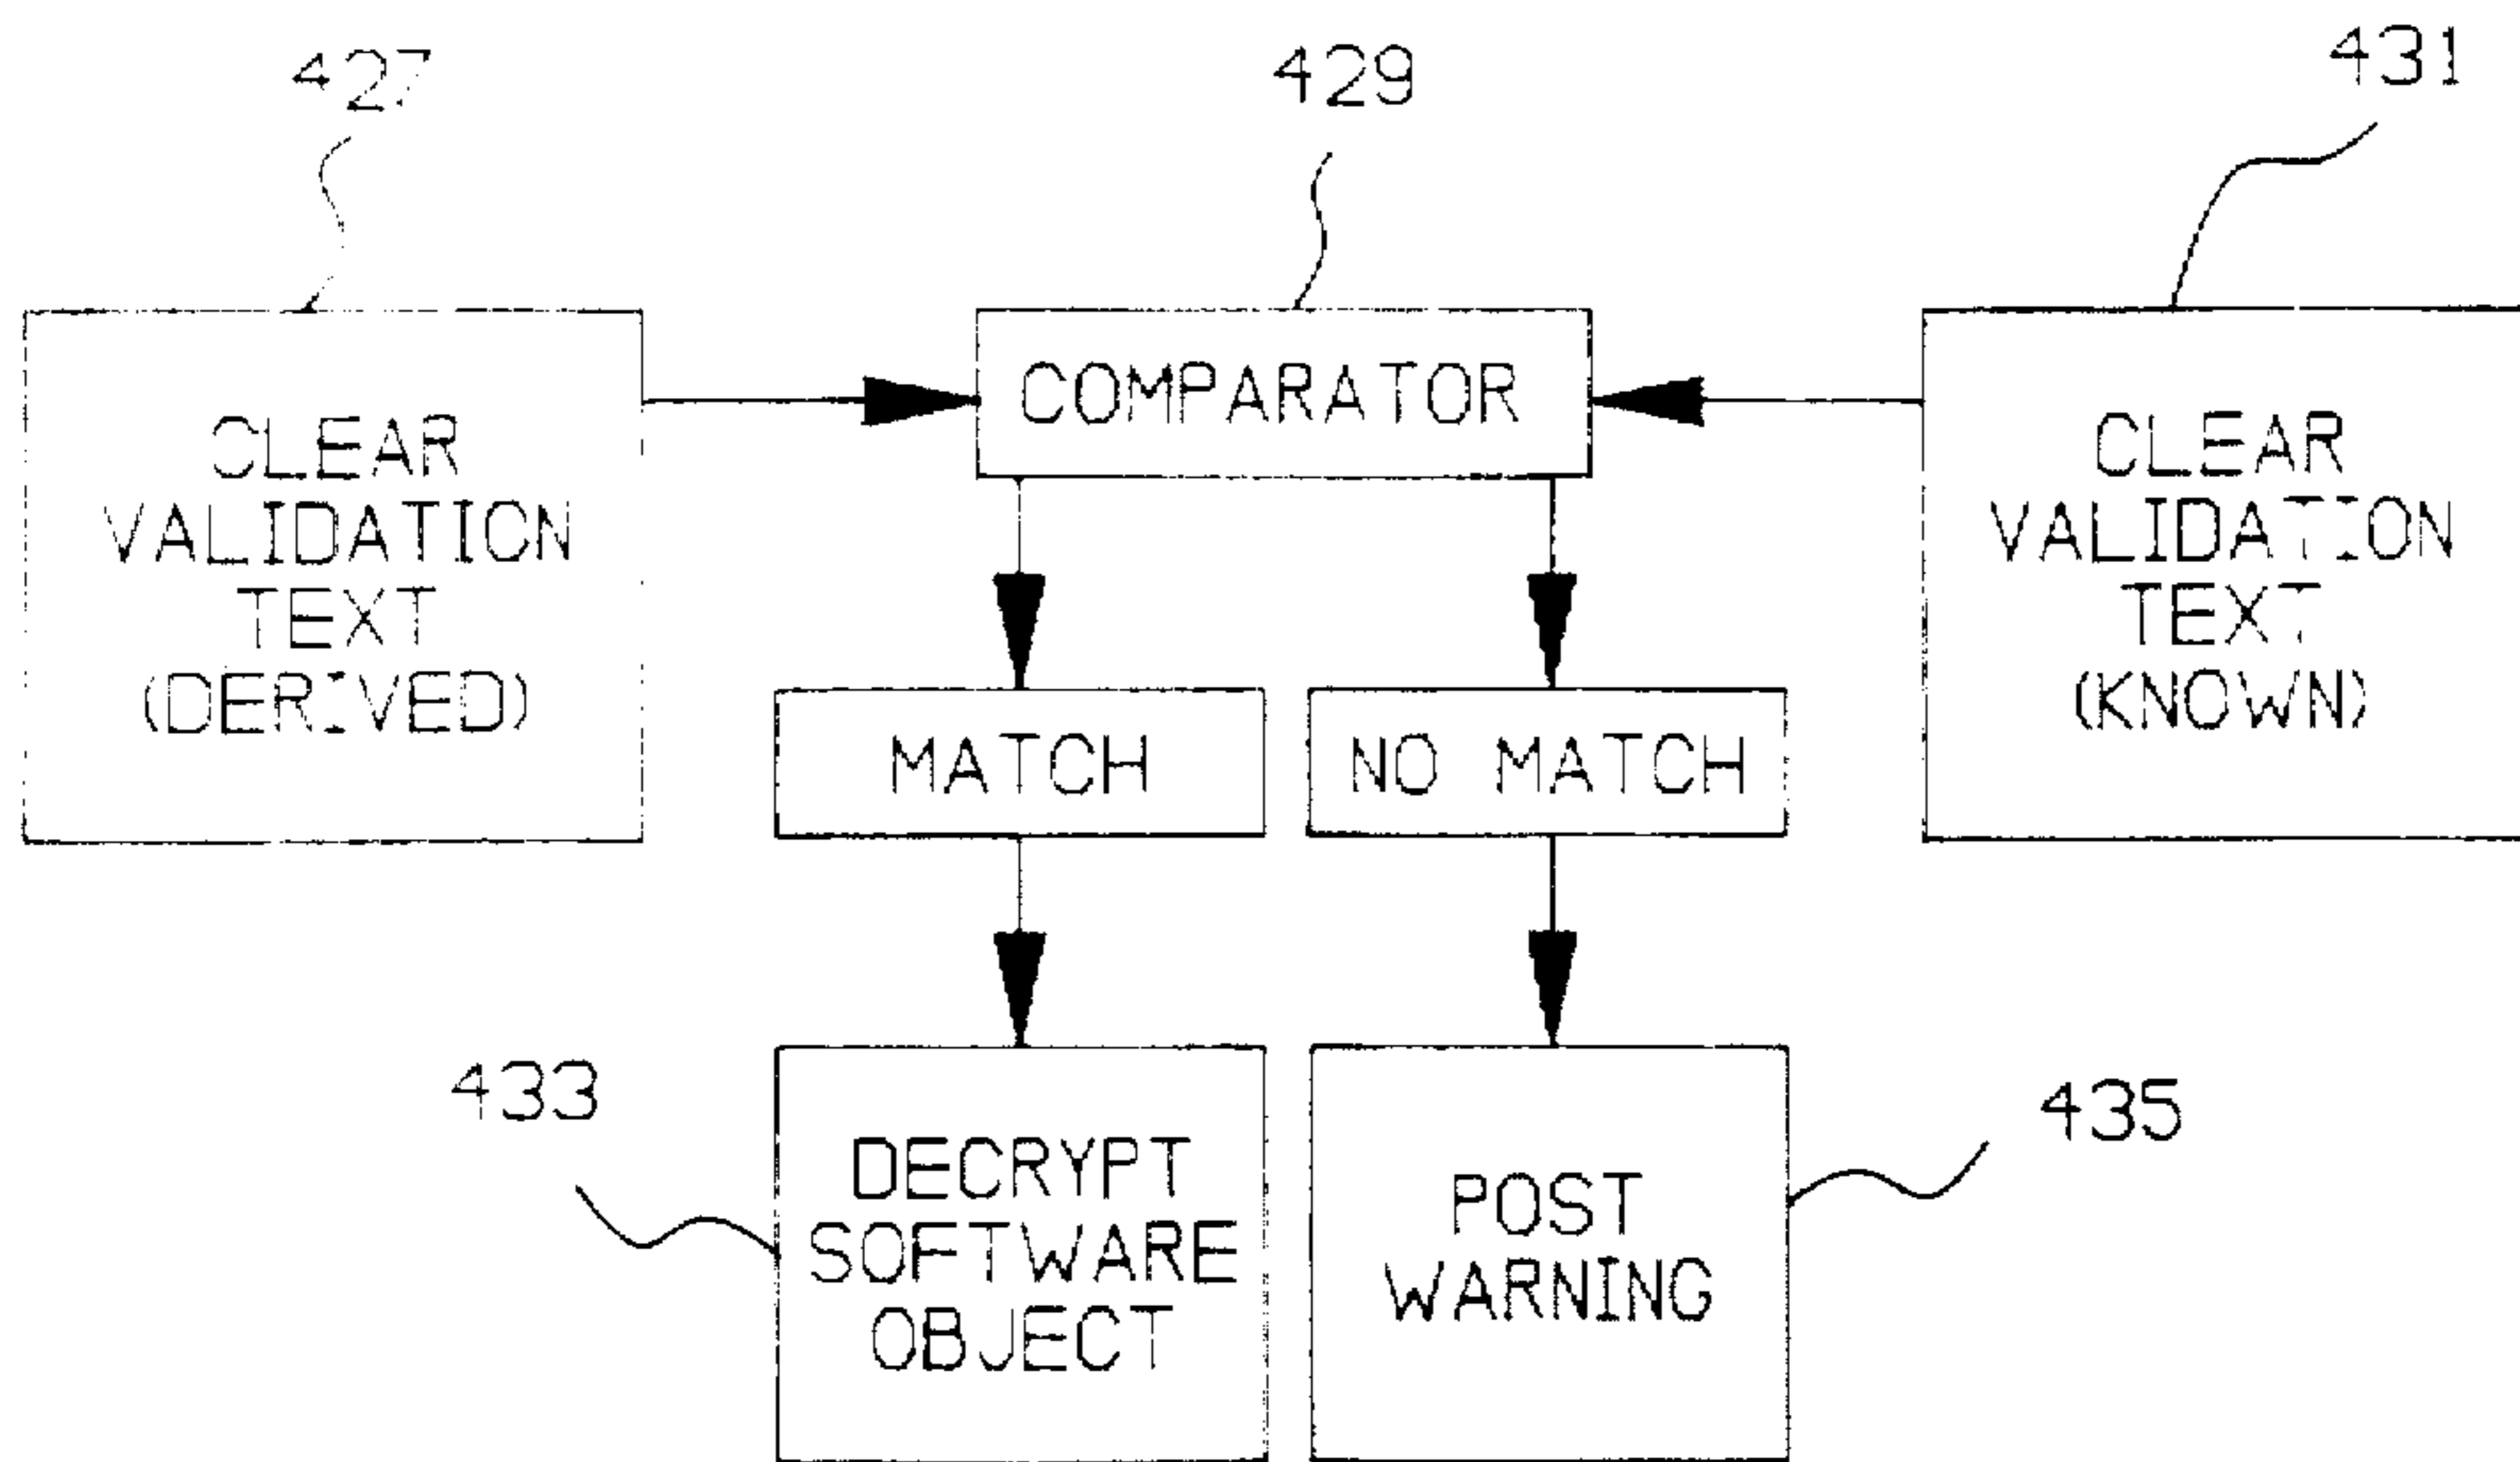 427
429
431
CLEAR
VALIDATION
TEXT
(DERIVED)
COMPARATOR
CLEAR
VALIDATION
TEXT
(KNOWN)
MATCH
NO MATCH
433
DECRYPT
SOFTWARE
OBJECT
POST
WARNING
435